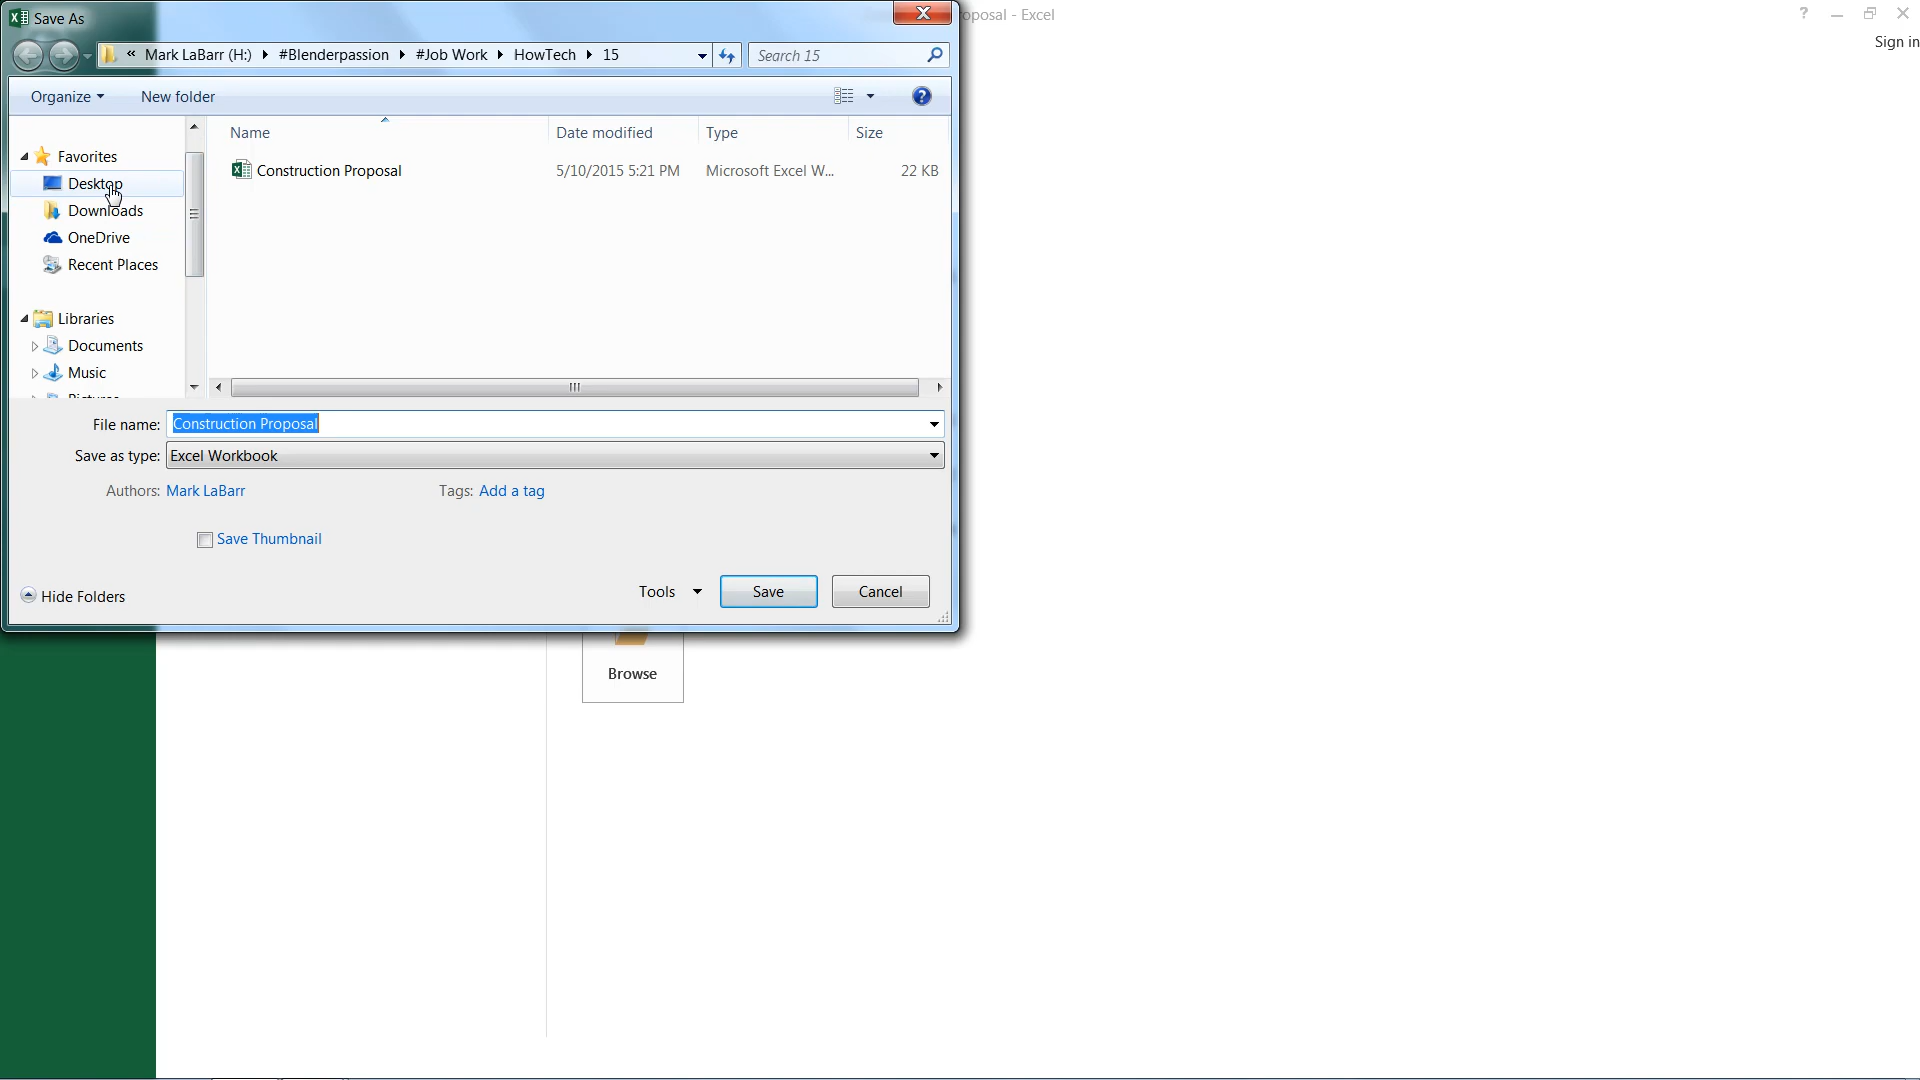 Save As
oposal - Excel
Sign in
« Mark LaBarr (H:) #Blenderpassion #Job Work HowTech 15
Search 15
Organize New folder
Name Date modified Type Size
Favorites
Construction Proposal 5/10/2015 5:21 PM Microsoft Excel W... 22 KB
Desktop
Downloads
OneDrive
Recent Places
Libraries
Documents
Music
Pictures
File name: Construction Proposal
Save as type: Excel Workbook
Authors: Mark LaBarr Tags: Add a tag
Save Thumbnail
Hide Folders Tools Save Cancel
Browse